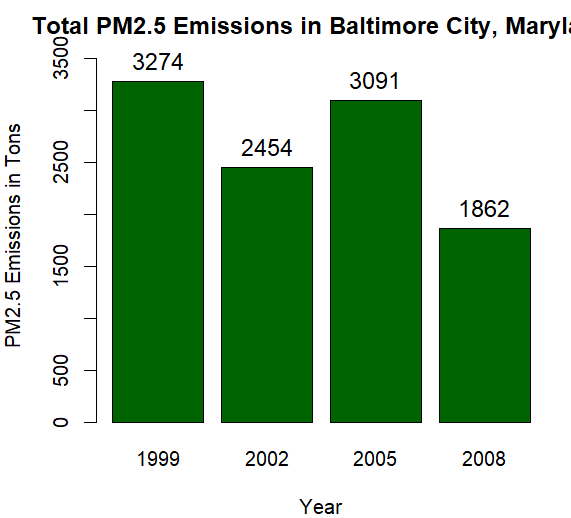 Total PM2.5 Emissions in Baltimore City, Maryla
PM2.5 Emissions in Tons
3500
2500
1500
500
0
3274
2454
3091
1862
1999 2002 2005 2008
Year